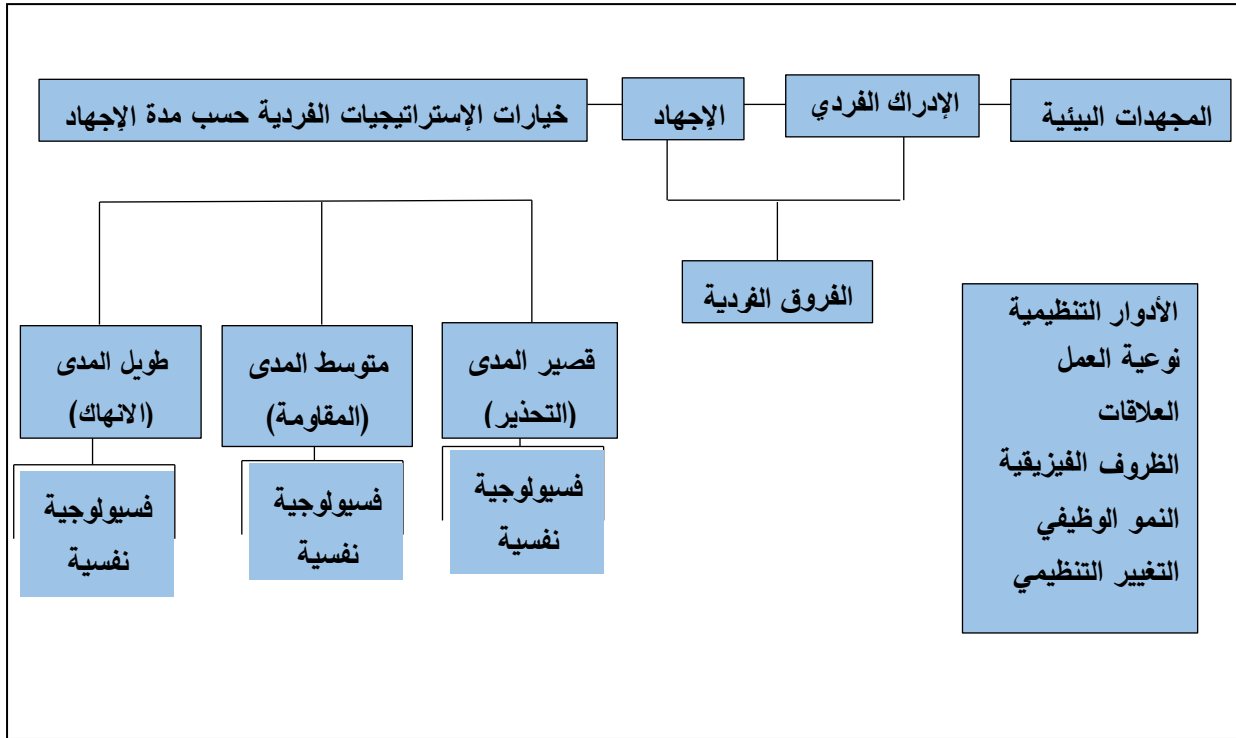 المجهدات البيئية
الإدراك الفردي
الإجهاد
خيارات الإستراتيجيات الفردية حسب مدة الإجهاد
الفروق الفردية
الأدوار التنظيمية
نوعية العمل
العلاقات
الظروف الفيزيقية
النمو الوظيفي
التغيير التنظيمي
قصير المدى
(التحذير)
متوسط المدى
(المقاومة)
طويل المدى
(الانهاك)
فسيولوجية
نفسية
فسيولوجية
نفسية
فسيولوجية
نفسية